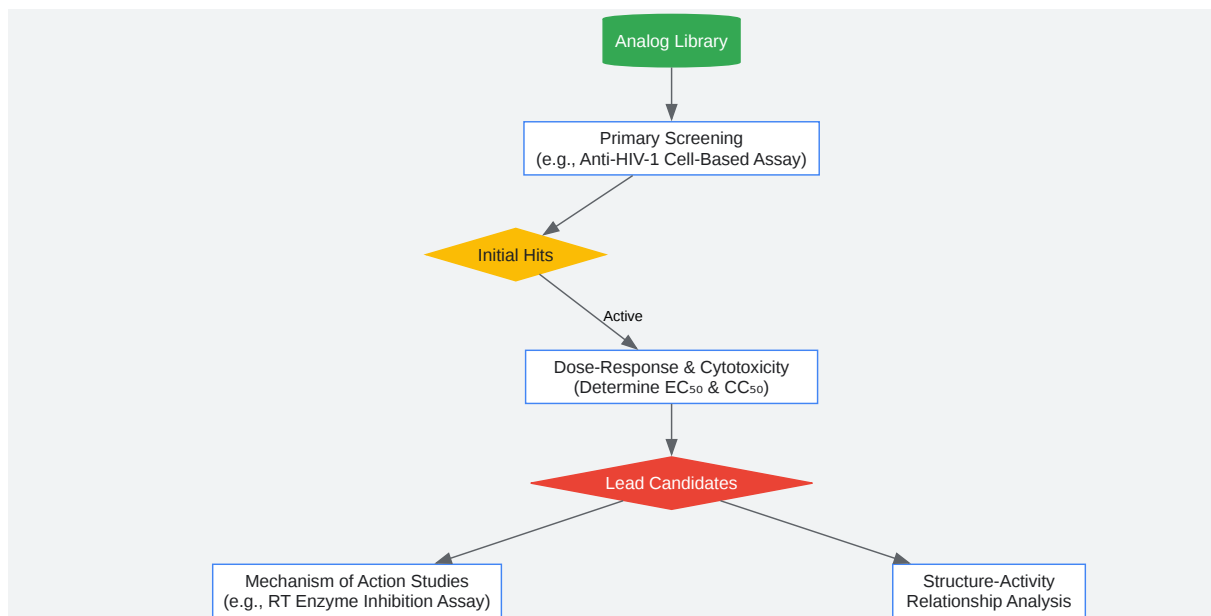 Analog Library
Primary Screening
(e.g., Anti-HIV-1 Cell-Based Assay)
Initial Hits
Active
Dose-Response & Cytotoxicity
(Determine EC₅₀ & CC₅₀)
Lead Candidates
Mechanism of Action Studies
(e.g., RT Enzyme Inhibition Assay)
Structure-Activity
Relationship Analysis